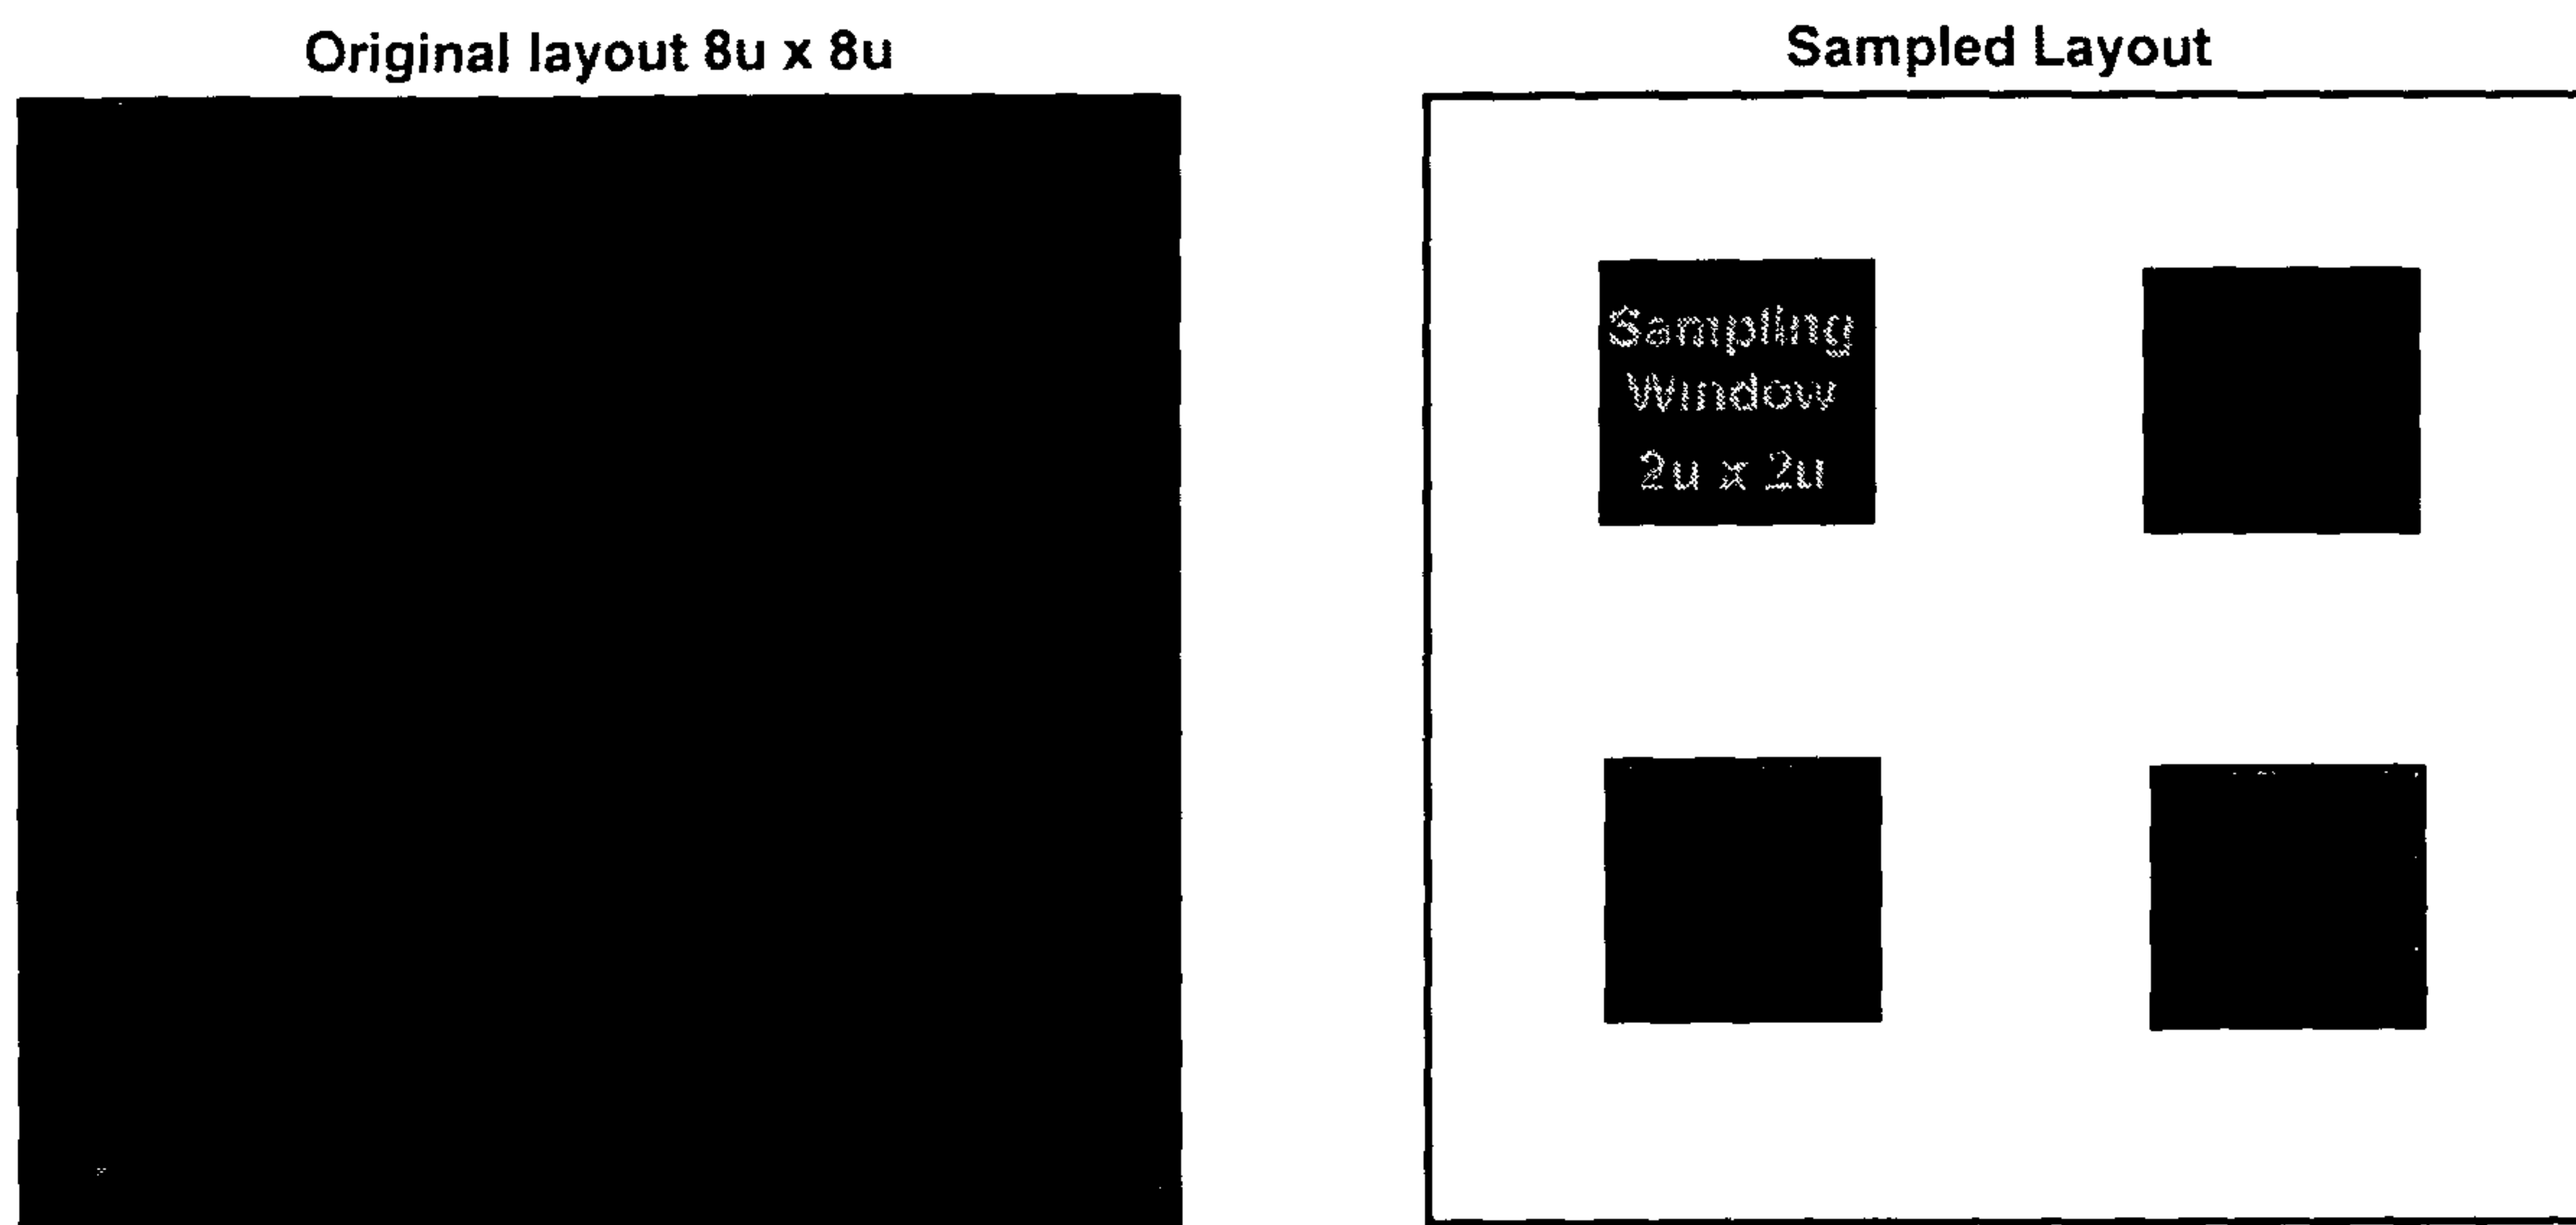 Original layout 8u x 8u
Sampled Layout
Sampling
Window
2u x 2u